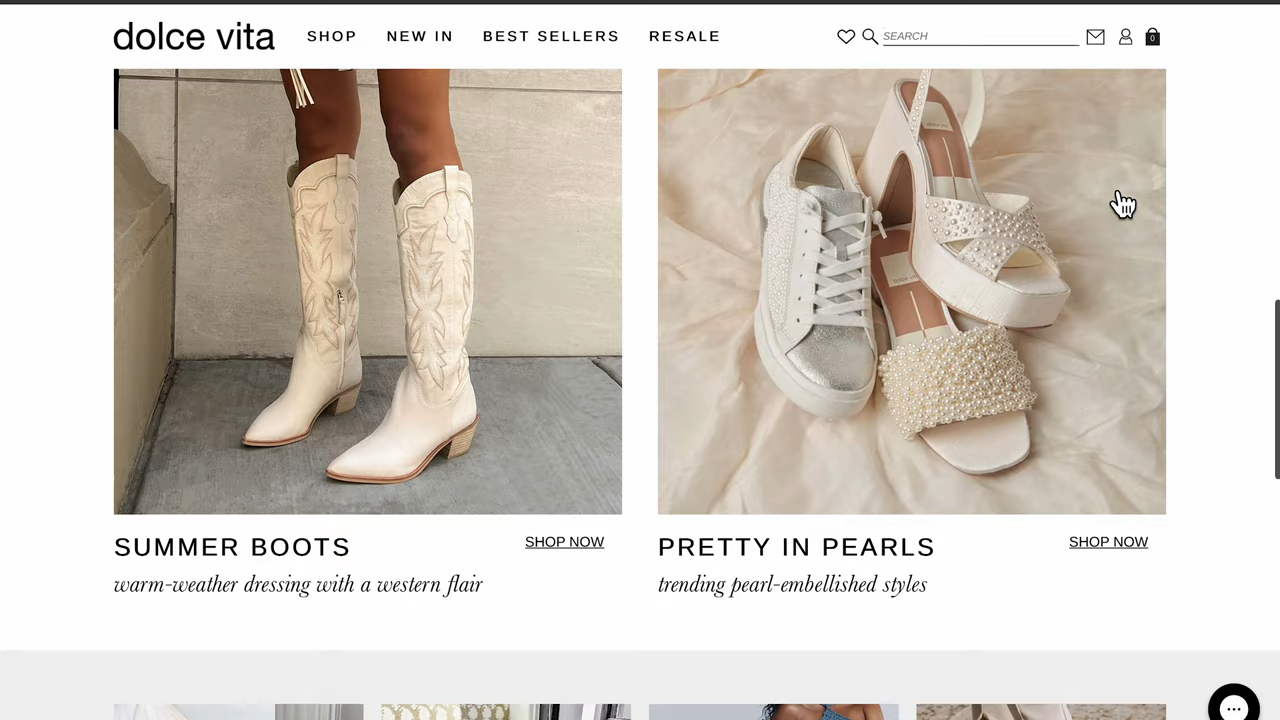 dolce vita SHOP NEW IN BEST SELLERS RESALE SEARCH 0
SUMMER BOOTS SHOP NOW
warm-weather dressing with a western flair
PRETTY IN PEARLS SHOP NOW
trending pearl-embellished styles